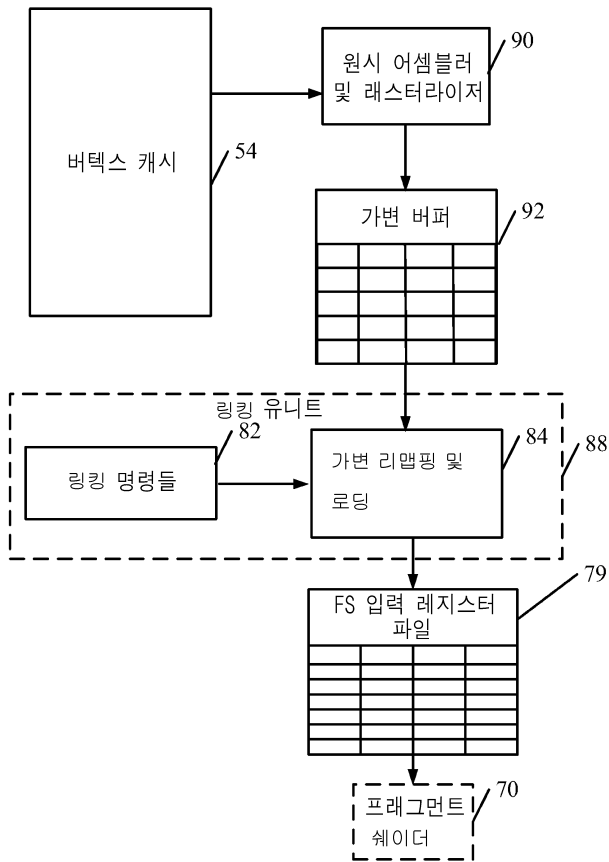 90
원시 어셈블러
및 래스터라이저
버텍스 캐시
54
가변 버퍼
92
링킹 유니트
82
84
88
링킹 명령들
가변 리맵핑 및
로딩
79
FS 입력 레지스터
파일
70
프래그먼트
쉐이더